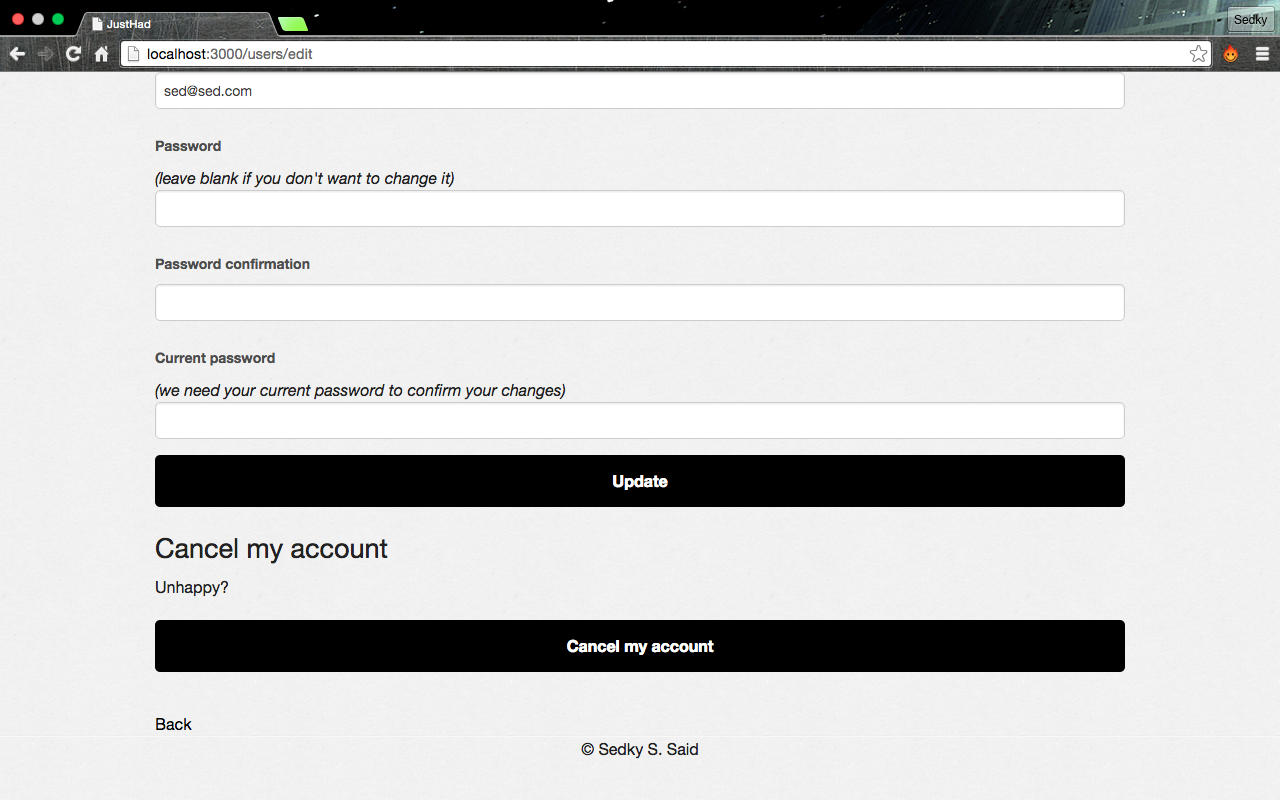 JustHad
Sedky
localhost:3000/users/edit
sed@sed.com
Password
(leave blank if you don't want to change it)
Password confirmation
Current password
(we need your current password to confirm your changes)
Update
Cancel my account
Unhappy?
Cancel my account
Back
© Sedky S. Said